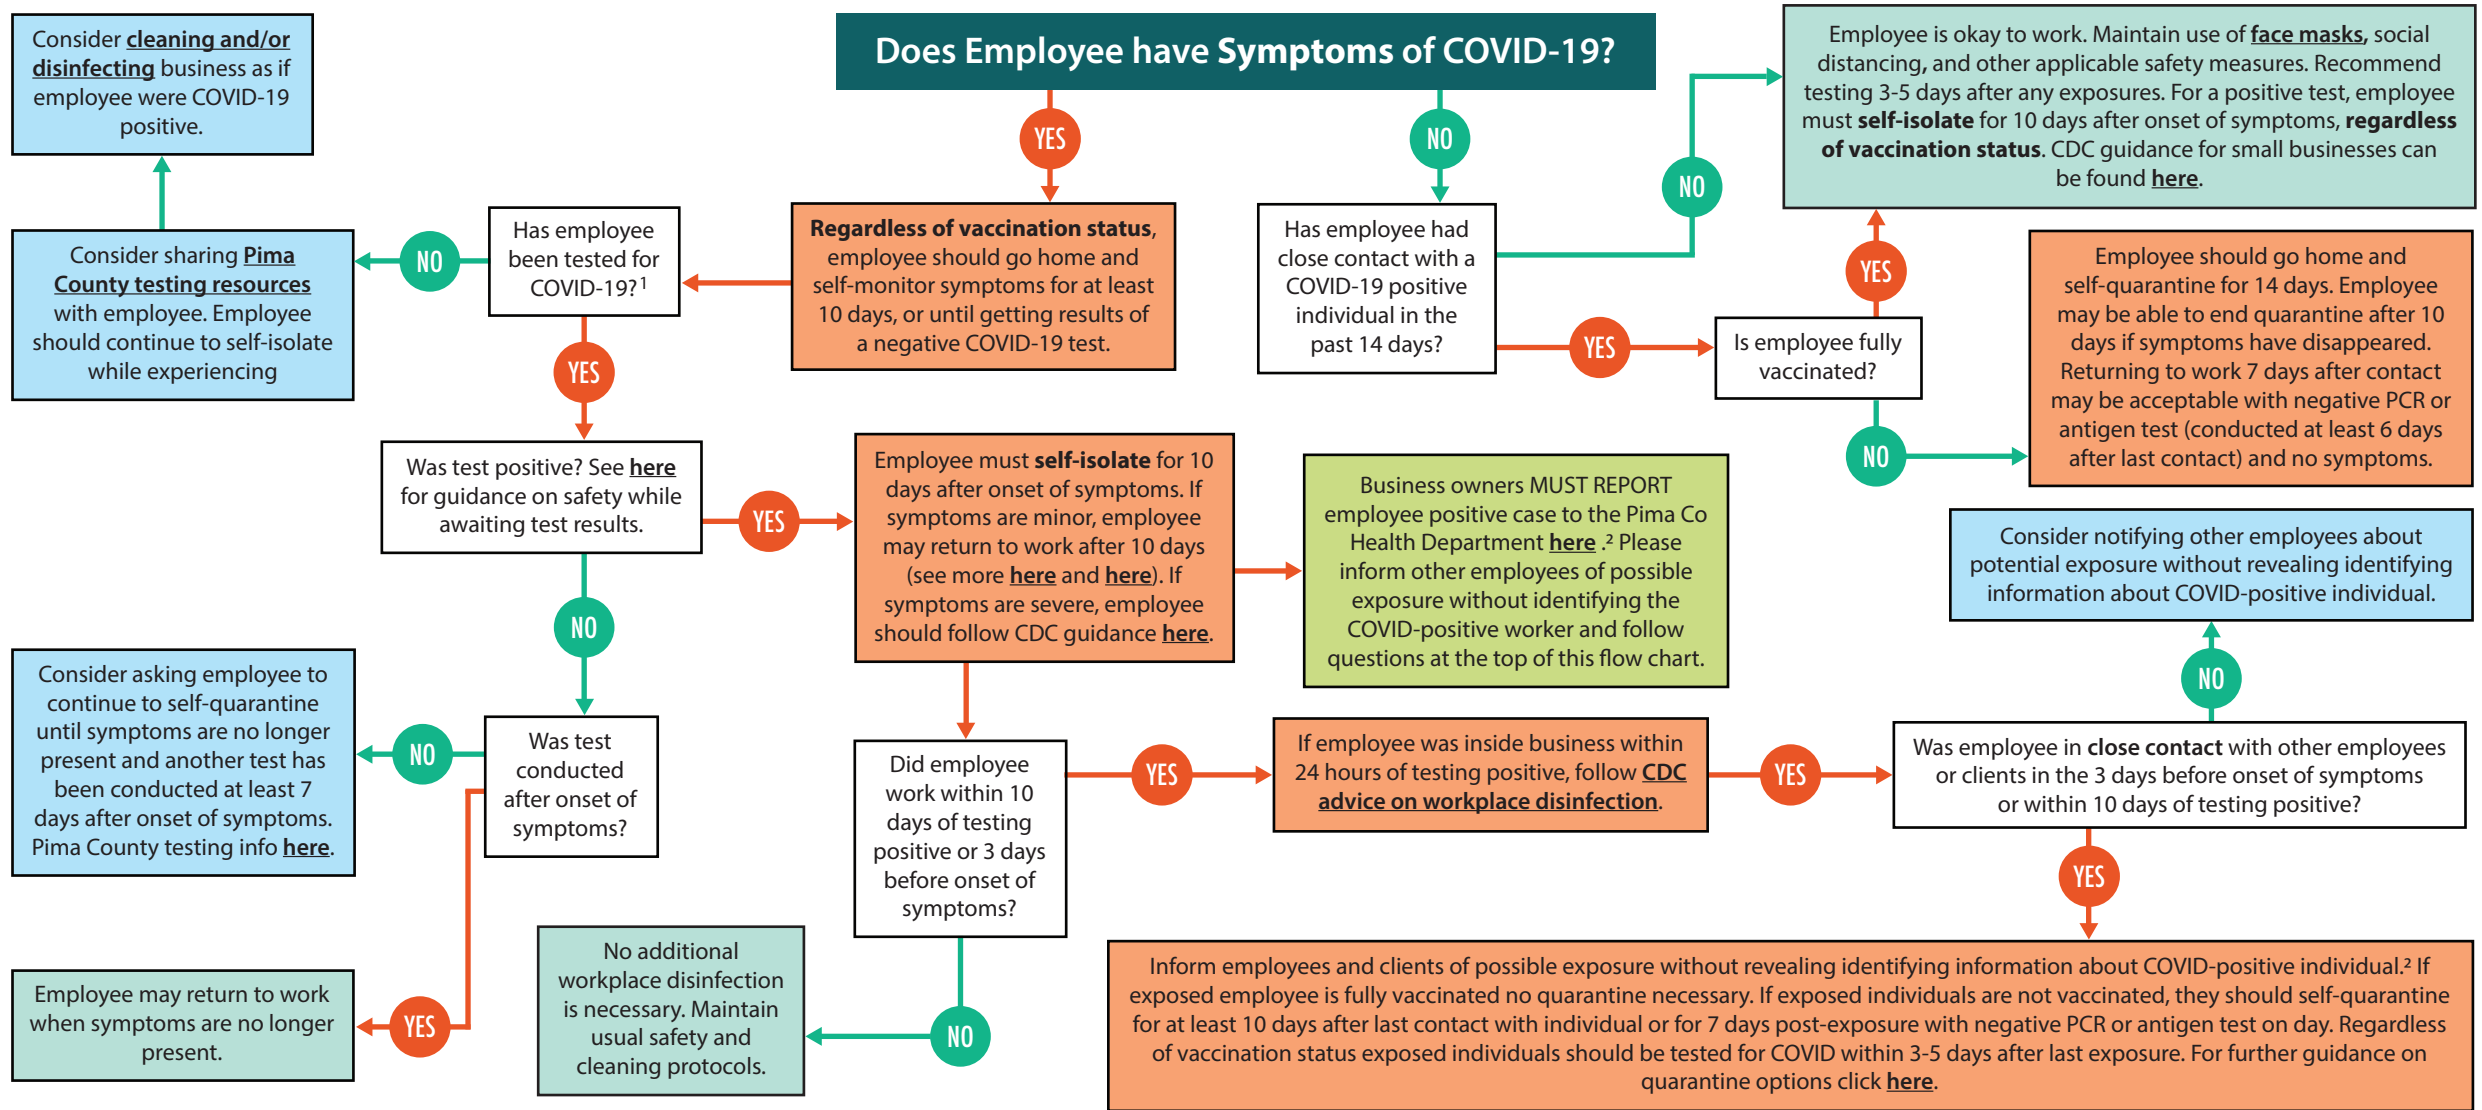 Does Employee have Symptoms of COVID-19?
YES
NO
Consider cleaning and/or
disinfecting business as if
employee were COVID-19
positive.
Employee is okay to work. Maintain use of face masks, social
distancing, and other applicable safety measures. Recommend
testing 3-5 days after any exposures. For a positive test, employee
must self-isolate for 10 days after onset of symptoms, regardless
of vaccination status. CDC guidance for small businesses can
be found here.
Consider sharing Pima
County testing resources
with employee. Employee
should continue to self-isolate
while experiencing
NO
Has employee
been tested for
COVID-19?1
Regardless of vaccination status,
employee should go home and
self-monitor symptoms for at least
10 days, or until getting results of
a negative COVID-19 test.
Has employee had
close contact with a
COVID-19 positive
individual in the
past 14 days?
NO
YES
Is employee fully
vaccinated?
YES
NO
Employee should go home and
self-quarantine for 14 days. Employee
may be able to end quarantine after 10
days if symptoms have disappeared.
Returning to work 7 days after contact
may be acceptable with negative PCR or
antigen test (conducted at least 6 days
after last contact) and no symptoms.
YES
Was test positive? See here
for guidance on safety while
awaiting test results.
YES
Employee must self-isolate for 10
days after onset of symptoms. If
symptoms are minor, employee
may return to work after 10 days
(see more here and here). If
symptoms are severe, employee
should follow CDC guidance here.
Business owners MUST REPORT
employee positive case to the Pima Co
Health Department here .² Please
inform other employees of possible
exposure without identifying the
COVID-positive worker and follow
questions at the top of this flow chart.
Consider notifying other employees about
potential exposure without revealing identifying
information about COVID-positive individual.
NO
NO
Consider asking employee to
continue to self-quarantine
until symptoms are no longer
present and another test has
been conducted at least 7
days after onset of symptoms.
Pima County testing info here.
NO
Was test
conducted
after onset of
symptoms?
Did employee
work within 10
days of testing
positive or 3 days
before onset of
symptoms?
YES
If employee was inside business within
24 hours of testing positive, follow CDC
advice on workplace disinfection.
YES
Was employee in close contact with other employees
or clients in the 3 days before onset of symptoms
or within 10 days of testing positive?
YES
Employee may return to work
when symptoms are no longer
present.
YES
No additional
workplace disinfection
is necessary. Maintain
usual safety and
cleaning protocols.
NO
Inform employees and clients of possible exposure without revealing identifying information about COVID-positive individual.² If
exposed employee is fully vaccinated no quarantine necessary. If exposed individuals are not vaccinated, they should self-quarantine
for at least 10 days after last contact with individual or for 7 days post-exposure with negative PCR or antigen test on day. Regardless
of vaccination status exposed individuals should be tested for COVID within 3-5 days after last exposure. For further guidance on
quarantine options click here.